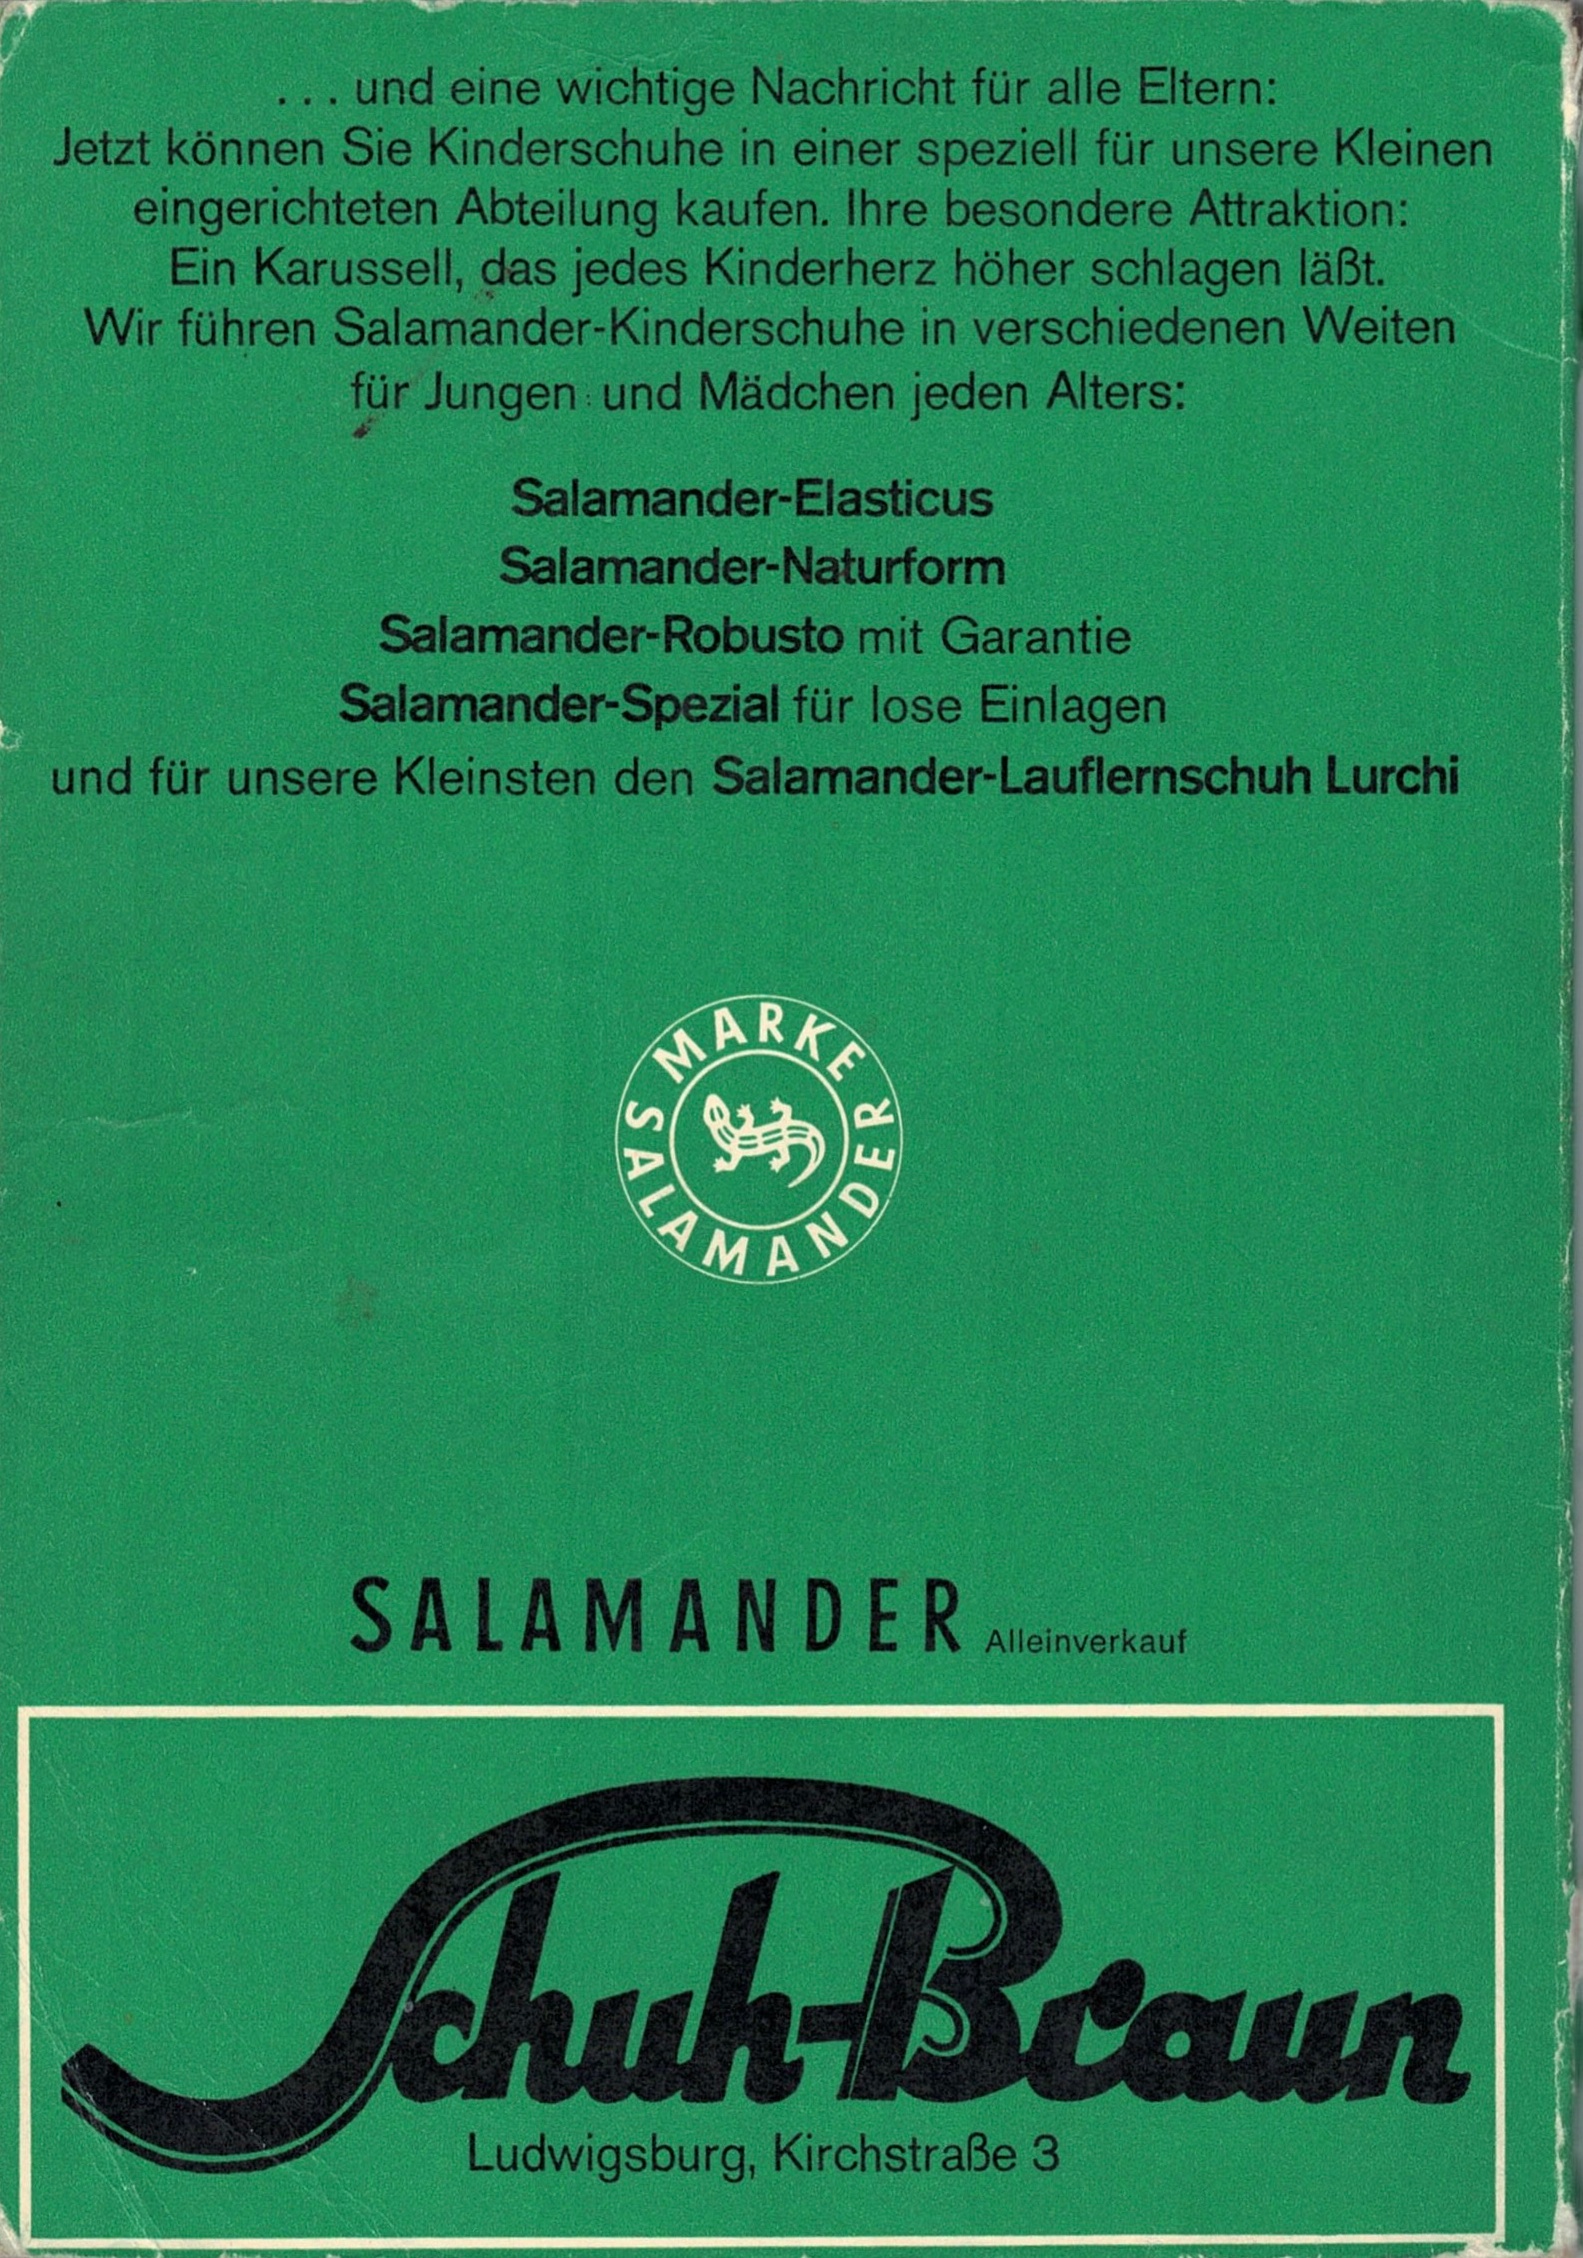 ... und eine wichtige Nachricht für alle Eltern:
Jetzt können Sie Kinderschuhe in einer speziell für unsere Kleinen
eingerichteten Abteilung kaufen. Ihre besondere Attraktion:
Ein Karussell, das jedes Kinderherz höher schlagen läßt.
Wir führen Salamander-Kinderschuhe in verschiedenen Weiten
für Jungen und Mädchen jeden Alters:
Salamander-Elasticus
Salamander-Naturform
Salamander-Robusto mit Garantie
Salamander-Spezial für lose Einlagen
und für unsere Kleinsten den Salamander-Lauflernschuh Lurchi
MARKE
SALAMANDER
SALAMANDER Alleinverkauf
Schuh-Braun
Ludwigsburg, Kirchstraße 3